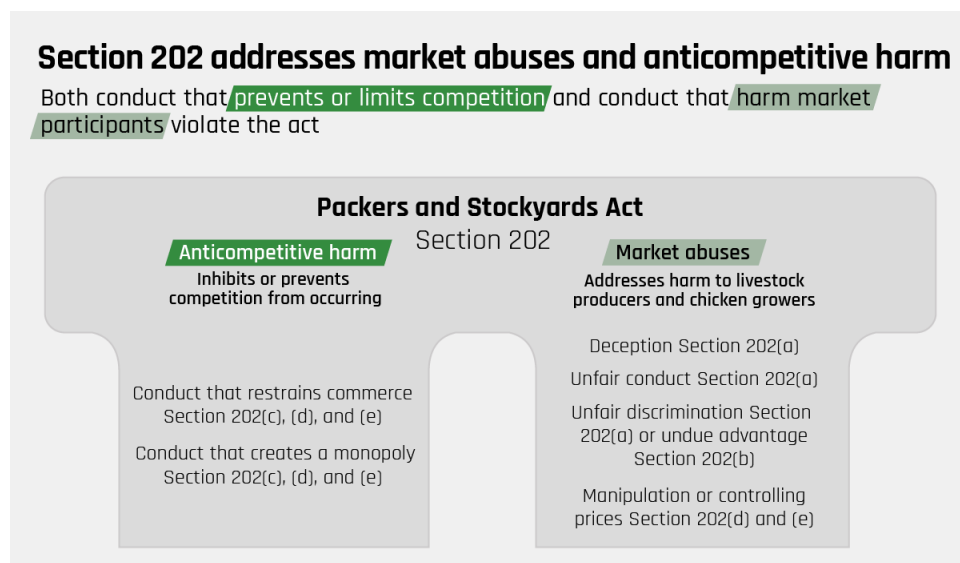 Section 202 addresses market abuses and anticompetitive harm
Both conduct that prevents or limits competition and conduct that harm market
participants violate the act
Packers and Stockyards Act
Section 202
Anticompetitive harm
Inhibits or prevents
competition from occurring
Conduct that restrains commerce
Section 202(c), (d), and (e)
Conduct that creates a monopoly
Section 202(c), (d), and (e)
Market abuses
Addresses harm to livestock
producers and chicken growers
Deception Section 202(a)
Unfair conduct Section 202(a)
Unfair discrimination Section
202(a) or undue advantage
Section 202(b)
Manipulation or controlling
prices Section 202(d) and (e)